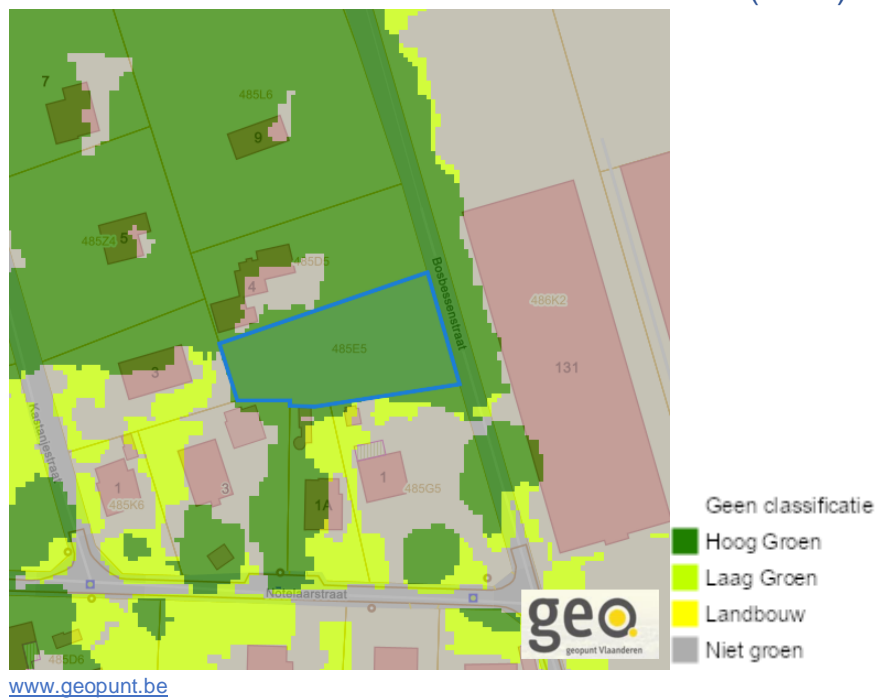 7
485L6
9
485Z4
5
485D5
4
Bosbessenstraat
486K2
485E5
131
3
Kastanjestraat
1
485K6
3
1A
1
485G5
Notelaarstraat
485D6
geo.
geopunt Vlaanderen
Geen classificatie
Hoog Groen
Laag Groen
Landbouw
Niet groen
www.geopunt.be